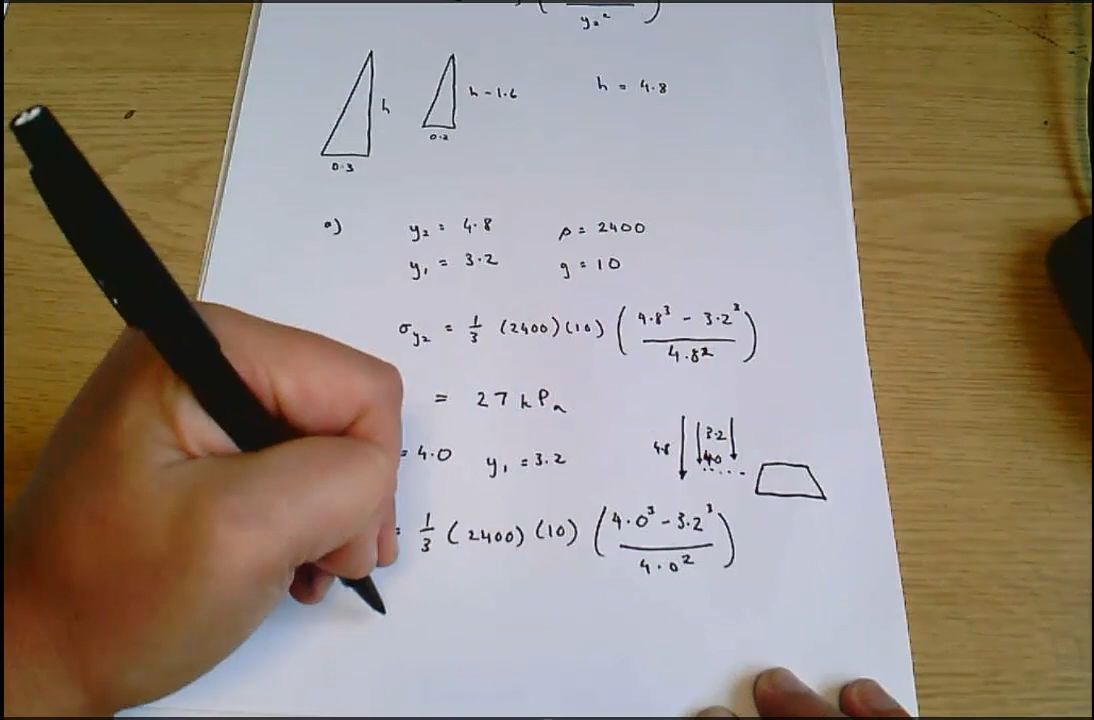 y₂²
h
h - 1.6
h = 4.8
0.2
0.3
a)
y₂ = 4.8
ρ = 2400
y₁ = 3.2
g = 10
σy₂ = 1/3 (2400)(10) ( (4.8³ - 3.2³) / 4.8² )
= 27 kPa
4.8
3.2
4.0
= 4.0
y₁ = 3.2
= 1/3 (2400)(10) ( (4.0³ - 3.2³) / 4.0² )